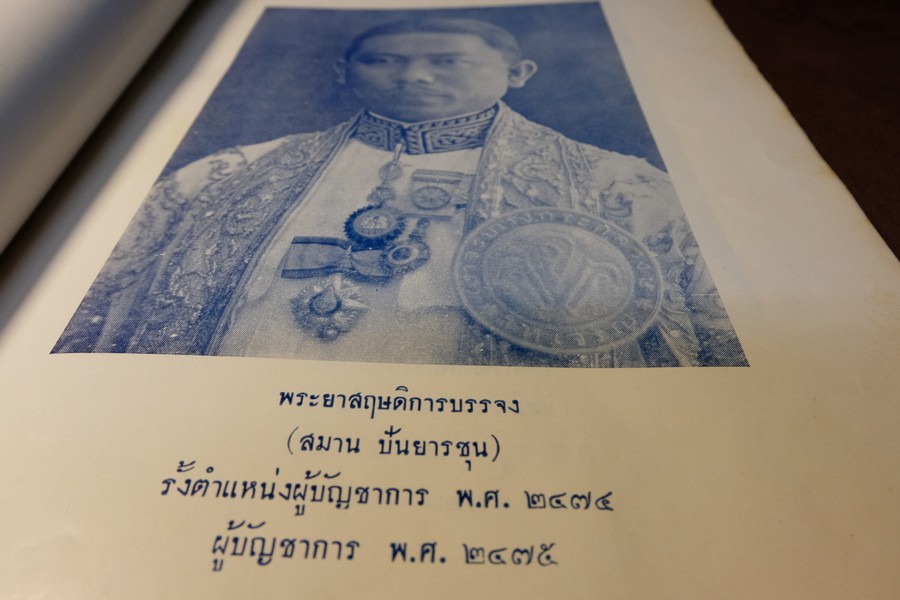 พระยาสฤษดิการบรรจง
(สมาน ปันยารชุน)
รั้งตำแหน่งผู้บัญชาการ พ.ศ. ๒๔๗๔
ผู้บัญชาการ พ.ศ. ๒๔๗๕